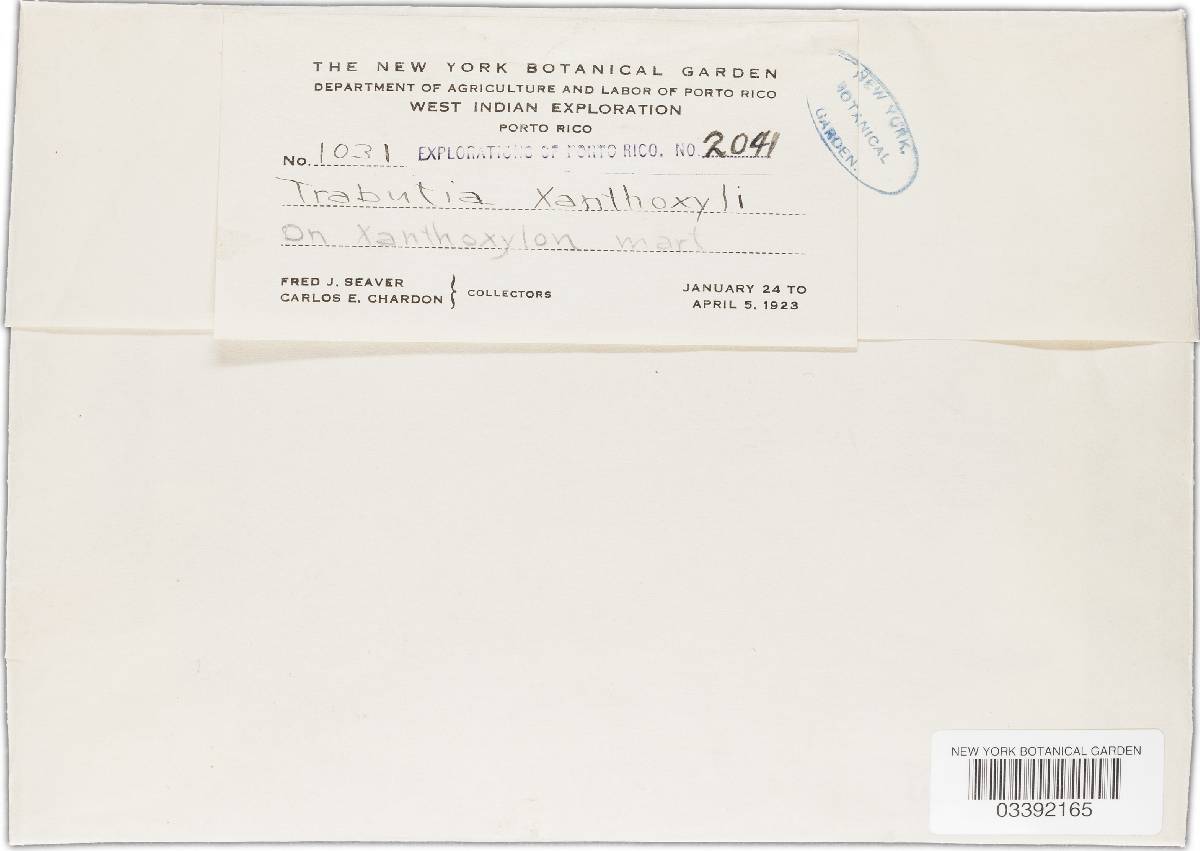 THE NEW YORK BOTANICAL GARDEN
DEPARTMENT OF AGRICULTURE AND LABOR OF PORTO RICO
WEST INDIAN EXPLORATION
PORTO RICO
No. 1031 EXPLORATIONS OF PORTO RICO. NO. 2041
Trabutia Xanthoxyli
On Xanthoxylon mart
FRED J. SEAVER
CARLOS E. CHARDON } COLLECTORS
JANUARY 24 TO
APRIL 5, 1923
NEW YORK
BOTANICAL
GARDEN.
NEW YORK BOTANICAL GARDEN
03392165